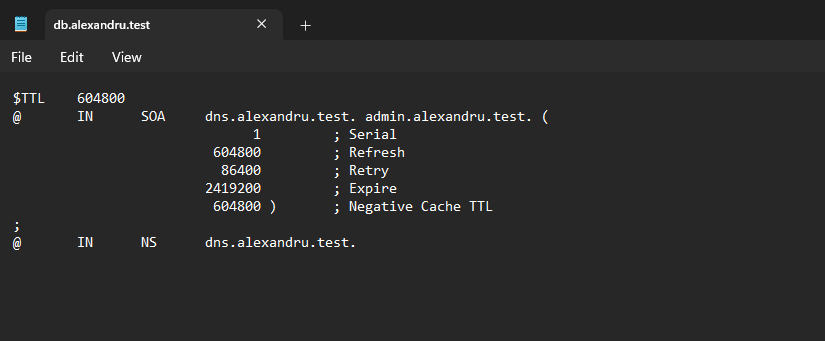 db.alexandru.test
File Edit View
$TTL 604800
@ IN SOA dns.alexandru.test. admin.alexandru.test. (
1 ; Serial
604800 ; Refresh
86400 ; Retry
2419200 ; Expire
604800 ) ; Negative Cache TTL
;
@ IN NS dns.alexandru.test.